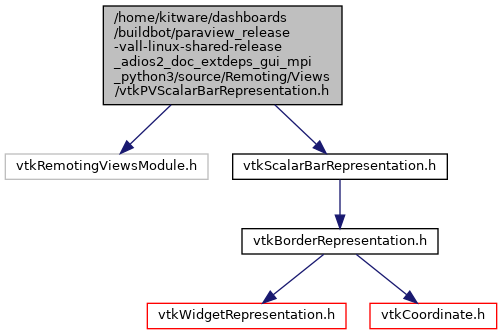 /home/kitware/dashboards
/buildbot/paraview_release
-vall-linux-shared-release
_adios2_doc_extdeps_gui_mpi
_python3/source/Remoting/Views
/vtkPVScalarBarRepresentation.h
vtkRemotingViewsModule.h
vtkScalarBarRepresentation.h
vtkBorderRepresentation.h
vtkWidgetRepresentation.h
vtkCoordinate.h